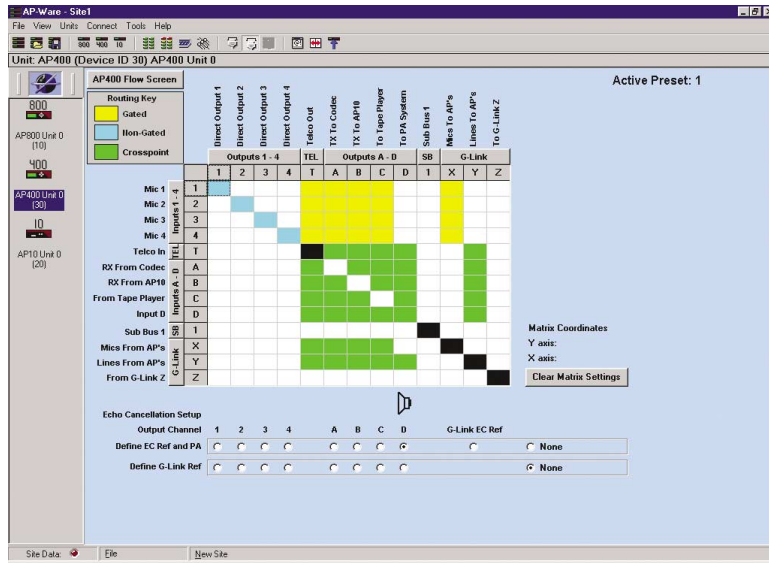 AP-Ware - Site1
File View Units Connect Tools Help
800 400 10
Unit: AP400 (Device ID 30) AP400 Unit 0
800
AP800 Unit 0
(10)
400
AP400 Unit 0
(30)
10
AP10 Unit 0
(20)
AP400 Flow Screen
Routing Key
Gated
Non-Gated
Crosspoint
Active Preset: 1
Direct Output 1
Direct Output 2
Direct Output 3
Direct Output 4
Telco Out
TX To Codec
TX To AP10
To Tape Player
To PA System
Sub Bus 1
Mics To AP's
Lines To AP's
To G-Link Z
Outputs 1 - 4 TEL Outputs A - D SB G-Link
1 2 3 4 T A B C D 1 X Y Z
Inputs 1 - 4
Mic 1 1
Mic 2 2
Mic 3 3
Mic 4 4
Telco In TEL T
Inputs A - D
RX From Codec A
RX From AP10 B
From Tape Player C
Input D D
Sub Bus 1 SB 1
G-Link
Mics From AP's X
Lines From AP's Y
From G-Link Z Z
Matrix Coordinates
Y axis:
X axis:
Clear Matrix Settings
Echo Cancellation Setup
Output Channel 1 2 3 4 A B C D G-Link EC Ref
Define EC Ref and PA None
Define G-Link Ref None
Site Data: File New Site